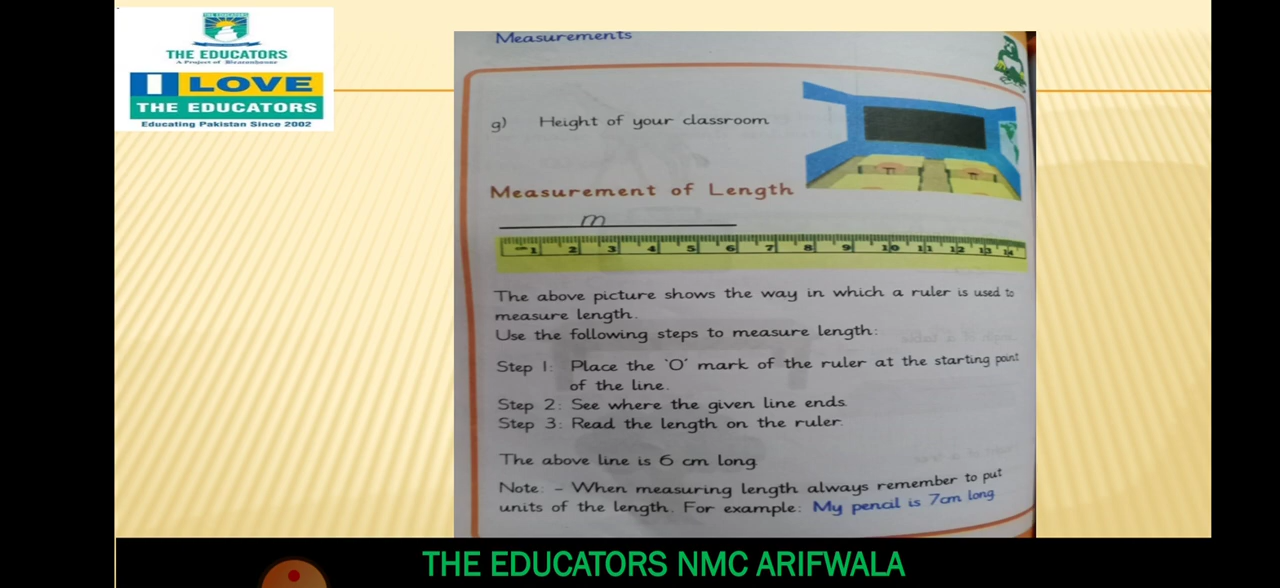 THE EDUCATORS
A Project of Beaconhouse
I LOVE
THE EDUCATORS
Educating Pakistan Since 2002
Measurements
g) Height of your classroom
Measurement of Length
m
cm 1 2 3 4 5 6 7 8 9 10 11 12 13 14
The above picture shows the way in which a ruler is used to
measure length.
Use the following steps to measure length:
Step 1: Place the 'O' mark of the ruler at the starting point
of the line.
Step 2: See where the given line ends.
Step 3: Read the length on the ruler.
The above line is 6 cm long
Note: - When measuring length always remember to put
units of the length. For example: My pencil is 7cm long
THE EDUCATORS NMC ARIFWALA